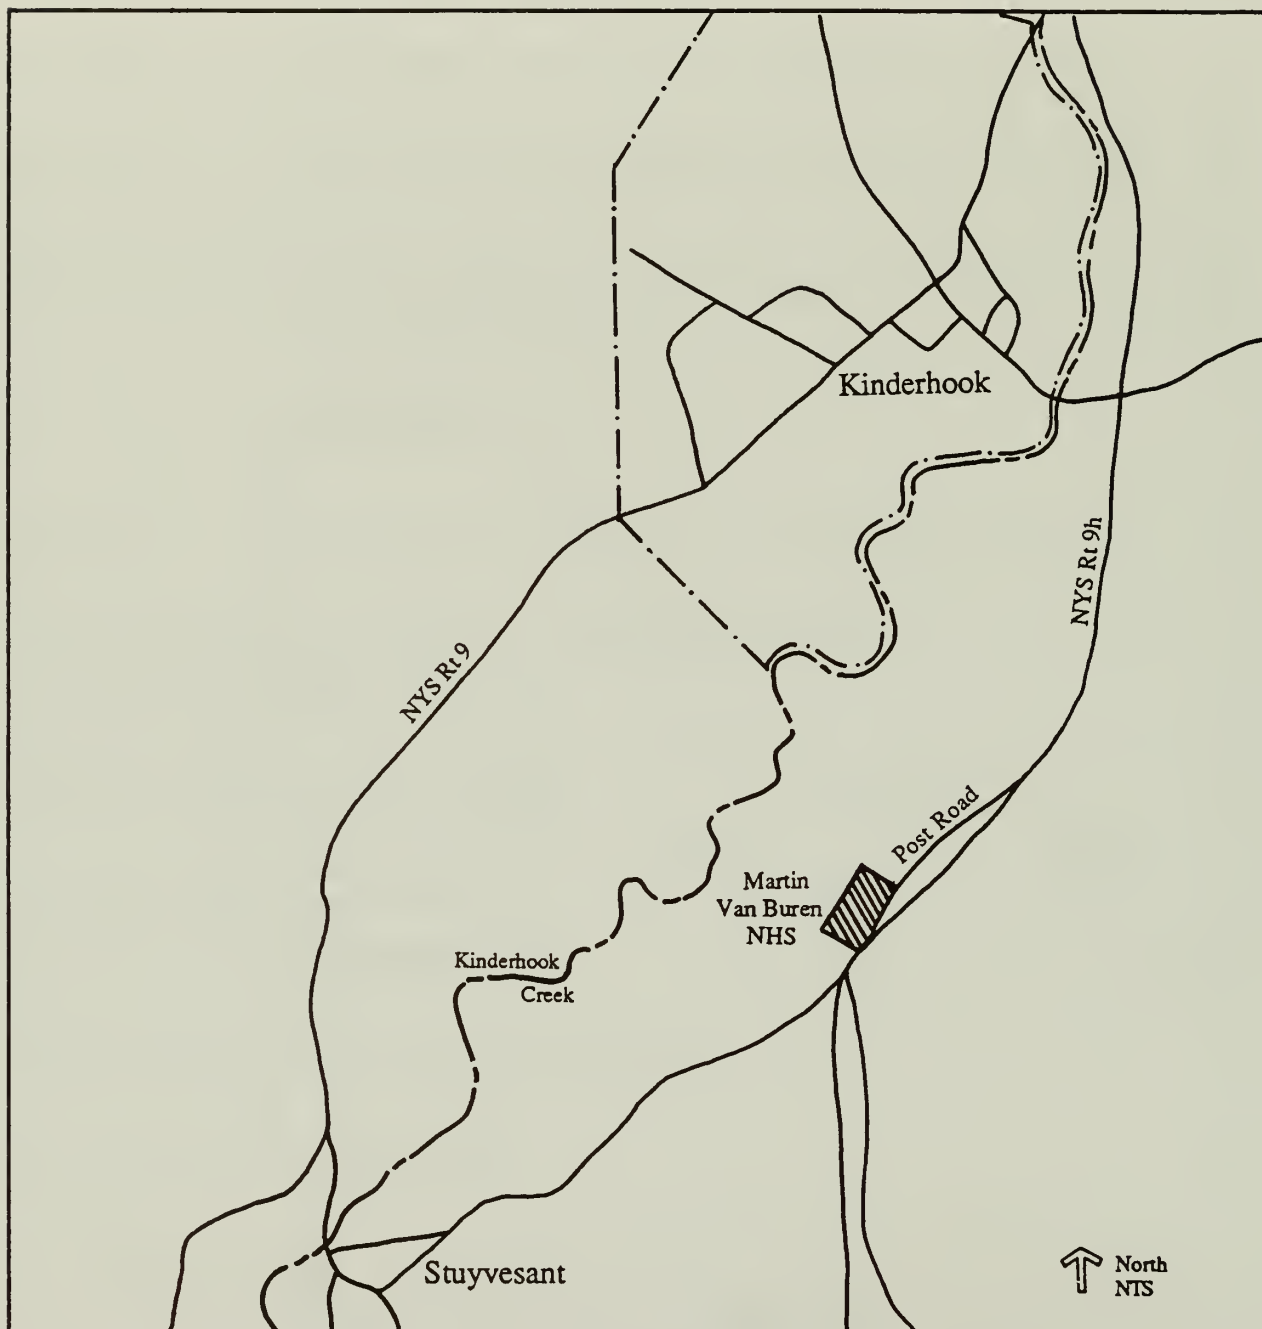 Kinderhook
NYS Rt 9h
NYS Rt 9
Post Road
Martin
Van Buren
NHS
Kinderhook
Creek
Stuyvesant
North
NTS